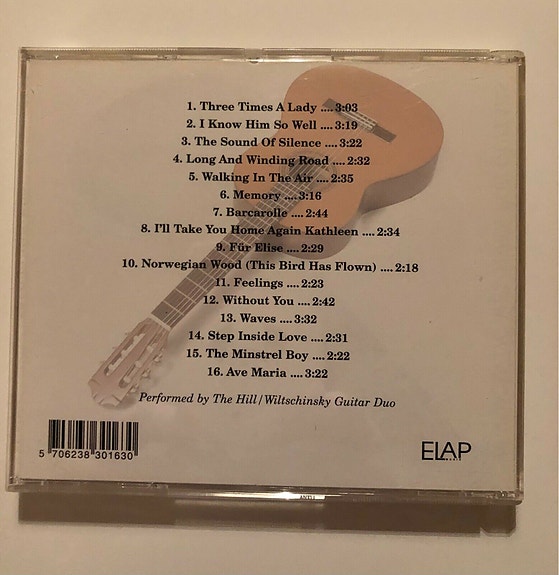 1. Three Times A Lady .... 3:03
2. I Know Him So Well .... 3:19
3. The Sound Of Silence .... 3:22
4. Long And Winding Road .... 2:32
5. Walking In The Air .... 2:35
6. Memory .... 3:16
7. Barcarolle .... 2:44
8. I'll Take You Home Again Kathleen .... 2:34
9. Für Elise .... 2:29
10. Norwegian Wood (This Bird Has Flown) .... 2:18
11. Feelings .... 2:23
12. Without You .... 2:42
13. Waves .... 3:32
14. Step Inside Love .... 2:31
15. The Minstrel Boy .... 2:22
16. Ave Maria .... 3:22
Performed by The Hill / Wiltschinsky Guitar Duo
5 706238 301630
ELAP